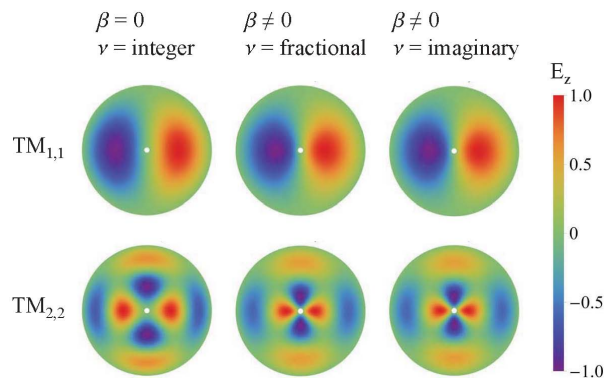 β = 0 β ≠ 0 β ≠ 0
ν = integer ν = fractional ν = imaginary
E_z
TM_{1,1}
1.0
0.5
0
-0.5
-1.0
TM_{2,2}